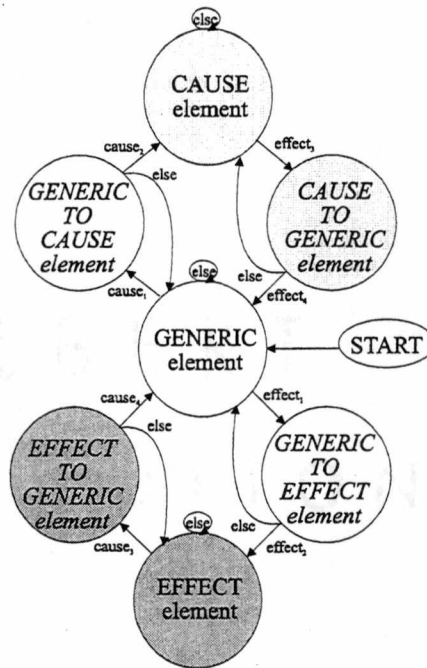 else
CAUSE
element
cause₂
effect₃
else
GENERIC
TO
CAUSE
element
CAUSE
TO
GENERIC
element
else
cause₁
else
effect₄
GENERIC
element
START
cause₄
effect₁
else
EFFECT
TO
GENERIC
element
GENERIC
TO
EFFECT
element
else
cause₃
else
effect₂
EFFECT
element